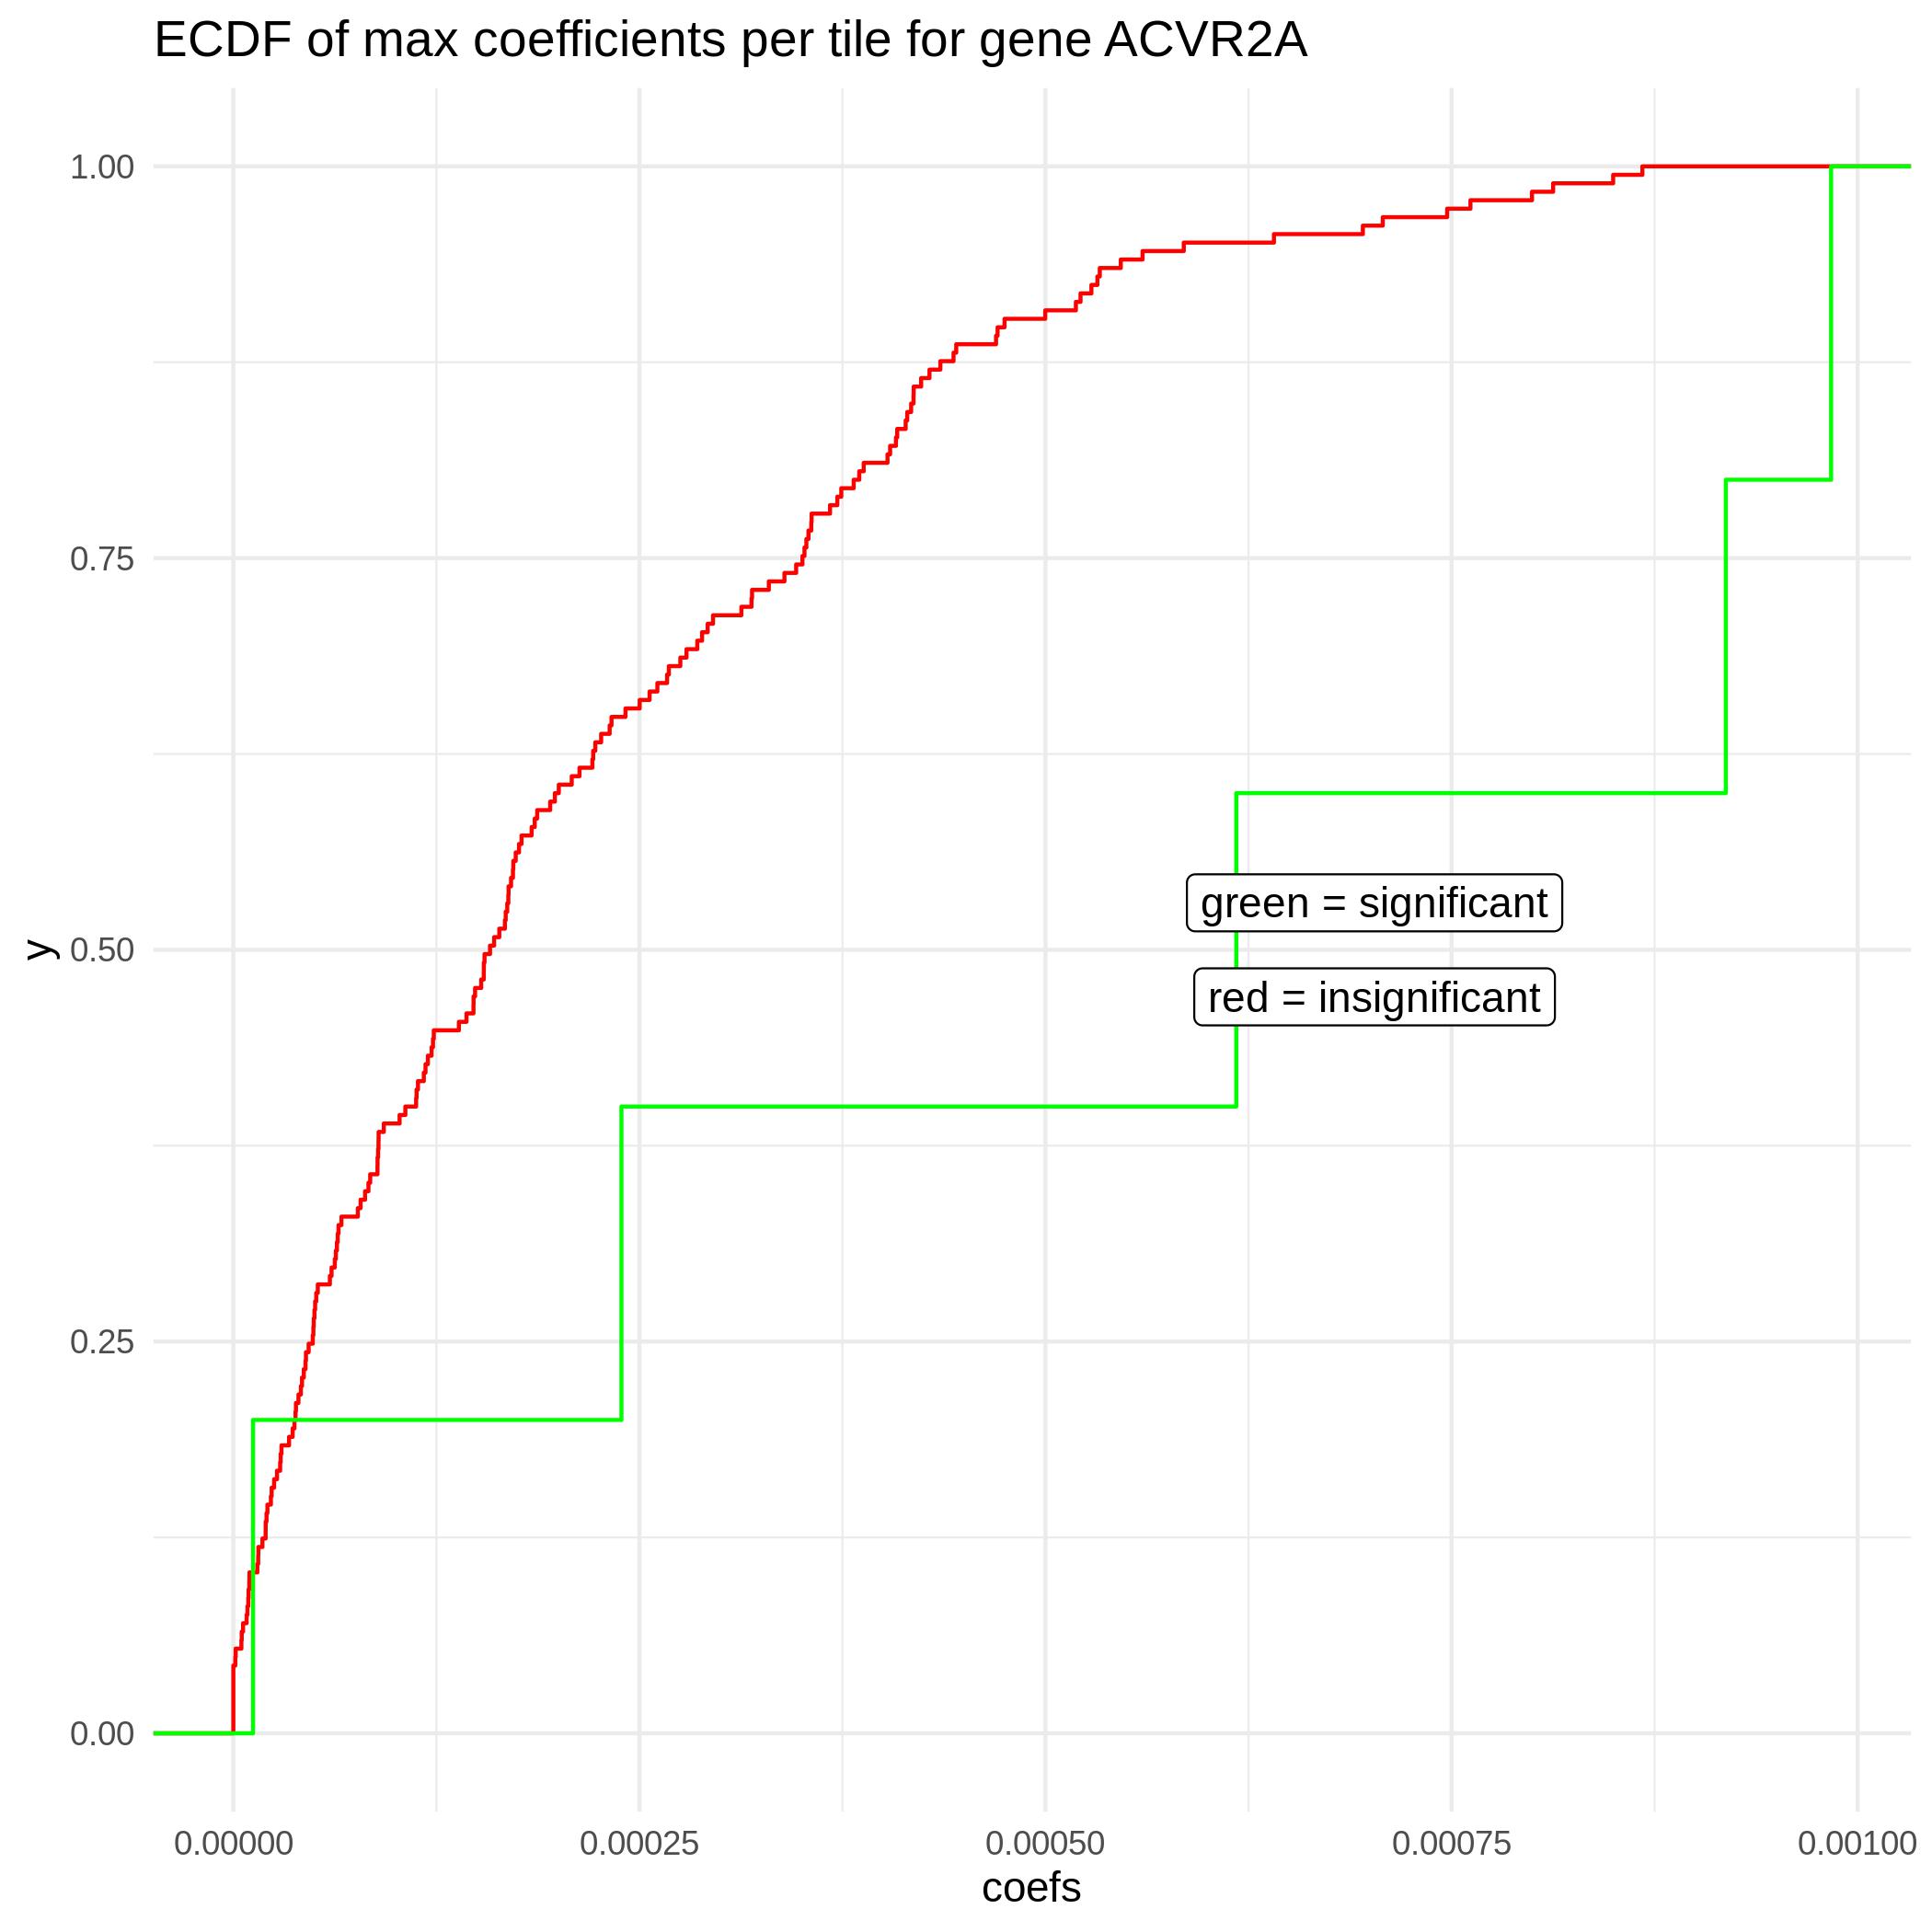 ECDF of max coefficients per tile for gene ACVR2A
1.00
0.75
0.50
0.25
0.00
y
green = significant
red = insignificant
0.00000
0.00025
0.00050
0.00075
0.00100
coefs